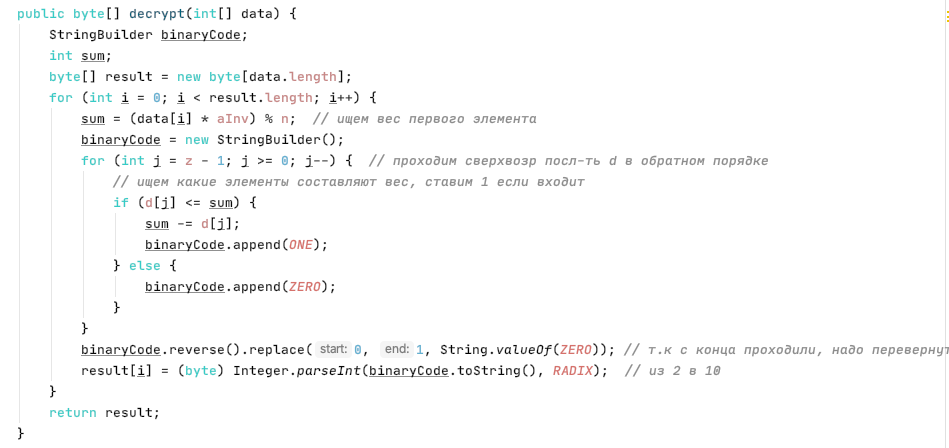 public byte[] decrypt(int[] data) {
    StringBuilder binaryCode;
    int sum;
    byte[] result = new byte[data.length];
    for (int i = 0; i < result.length; i++) {
        sum = (data[i] * aInv) % n;  // ищем вес первого элемента
        binaryCode = new StringBuilder();
        for (int j = z - 1; j >= 0; j--) {  // проходим сверхвозр посл-ть d в обратном порядке
            // ищем какие элементы составляют вес, ставим 1 если входит
            if (d[j] <= sum) {
                sum -= d[j];
                binaryCode.append(ONE);
            } else {
                binaryCode.append(ZERO);
            }
        }
        binaryCode.reverse().replace( start: 0,  end: 1, String.valueOf(ZERO)); // т.к с конца проходили, надо перевернут
        result[i] = (byte) Integer.parseInt(binaryCode.toString(), RADIX);  // из 2 в 10
    }
    return result;
}